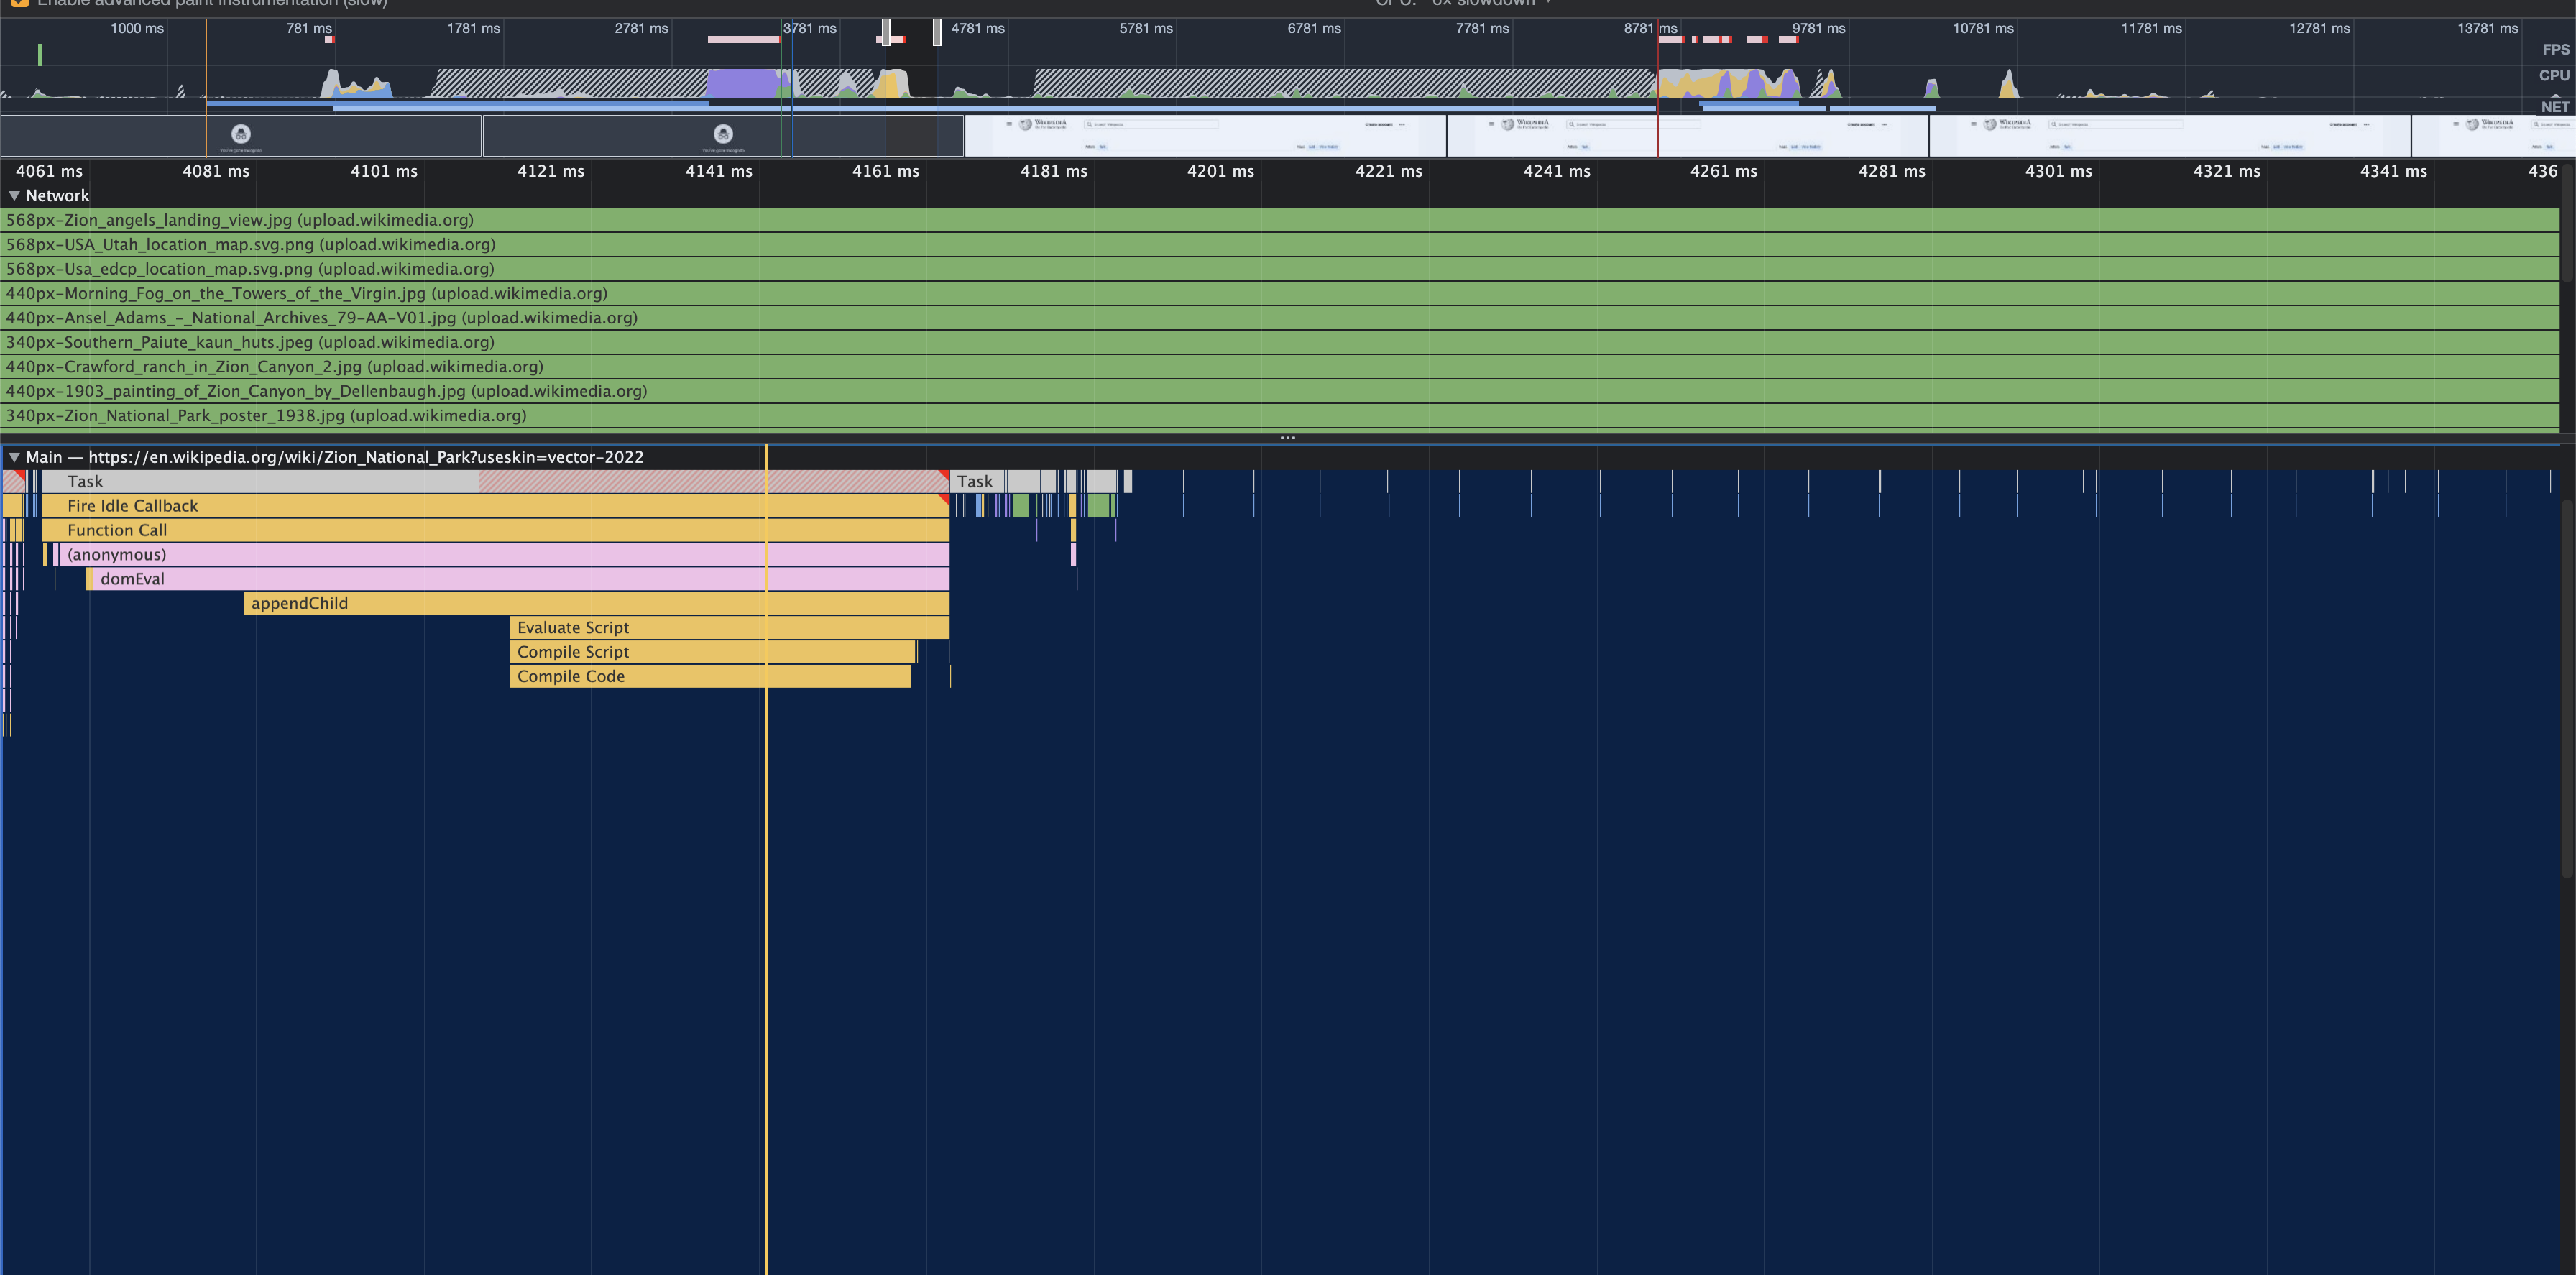 Enable advanced paint instrumentation (slow)
CPU: 6× slowdown
1000 ms 781 ms 1781 ms 2781 ms 3781 ms 4781 ms 5781 ms 6781 ms 7781 ms 8781 ms 9781 ms 10781 ms 11781 ms 12781 ms 13781 ms
FPS
CPU
NET
WIKIPEDIA WIKIPEDIA WIKIPEDIA WIKIPEDIA
4061 ms 4081 ms 4101 ms 4121 ms 4141 ms 4161 ms 4181 ms 4201 ms 4221 ms 4241 ms 4261 ms 4281 ms 4301 ms 4321 ms 4341 ms 436
▼ Network
568px-Zion_angels_landing_view.jpg (upload.wikimedia.org)
568px-USA_Utah_location_map.svg.png (upload.wikimedia.org)
568px-Usa_edcp_location_map.svg.png (upload.wikimedia.org)
440px-Morning_Fog_on_the_Towers_of_the_Virgin.jpg (upload.wikimedia.org)
440px-Ansel_Adams_-_National_Archives_79-AA-V01.jpg (upload.wikimedia.org)
340px-Southern_Paiute_kaun_huts.jpeg (upload.wikimedia.org)
440px-Crawford_ranch_in_Zion_Canyon_2.jpg (upload.wikimedia.org)
440px-1903_painting_of_Zion_Canyon_by_Dellenbaugh.jpg (upload.wikimedia.org)
340px-Zion_National_Park_poster_1938.jpg (upload.wikimedia.org)
...
▼ Main — https://en.wikipedia.org/wiki/Zion_National_Park?useskin=vector-2022
Task Task
Fire Idle Callback
Function Call
(anonymous)
domEval
appendChild
Evaluate Script
Compile Script
Compile Code